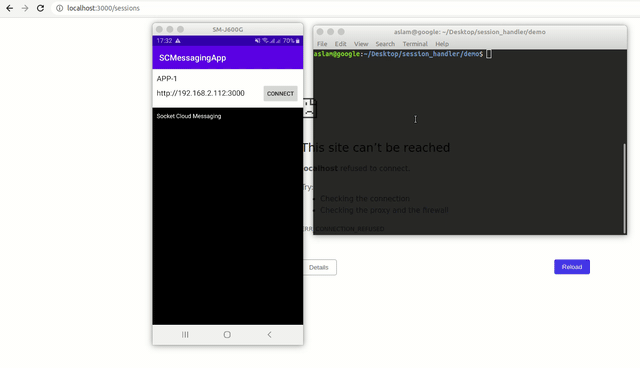 localhost:3000/sessions
SM-J600G
17:32
70%
SCMessagingApp
APP-1
http://192.168.2.112:3000
CONNECT
Socket Cloud Messaging
aslam@google: ~/Desktop/session_handler/demo
File Edit View Search Terminal Help
aslam@google:~/Desktop/session_handler/demo$
This site can't be reached
localhost refused to connect.
Try:
Checking the connection
Checking the proxy and the firewall
ERR_CONNECTION_REFUSED
Details
Reload